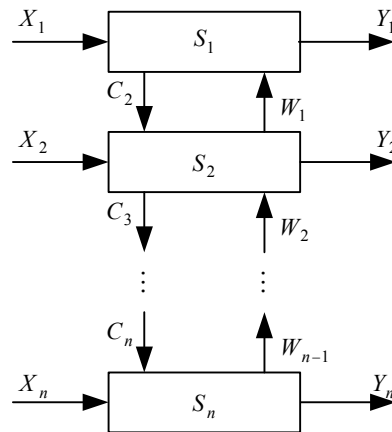 X₁ S₁ Y₁
C₂ W₁
X₂ S₂ Y₂
C₃ W₂
⋮ ⋮
Cₙ Wₙ₋₁
Xₙ Sₙ Yₙ